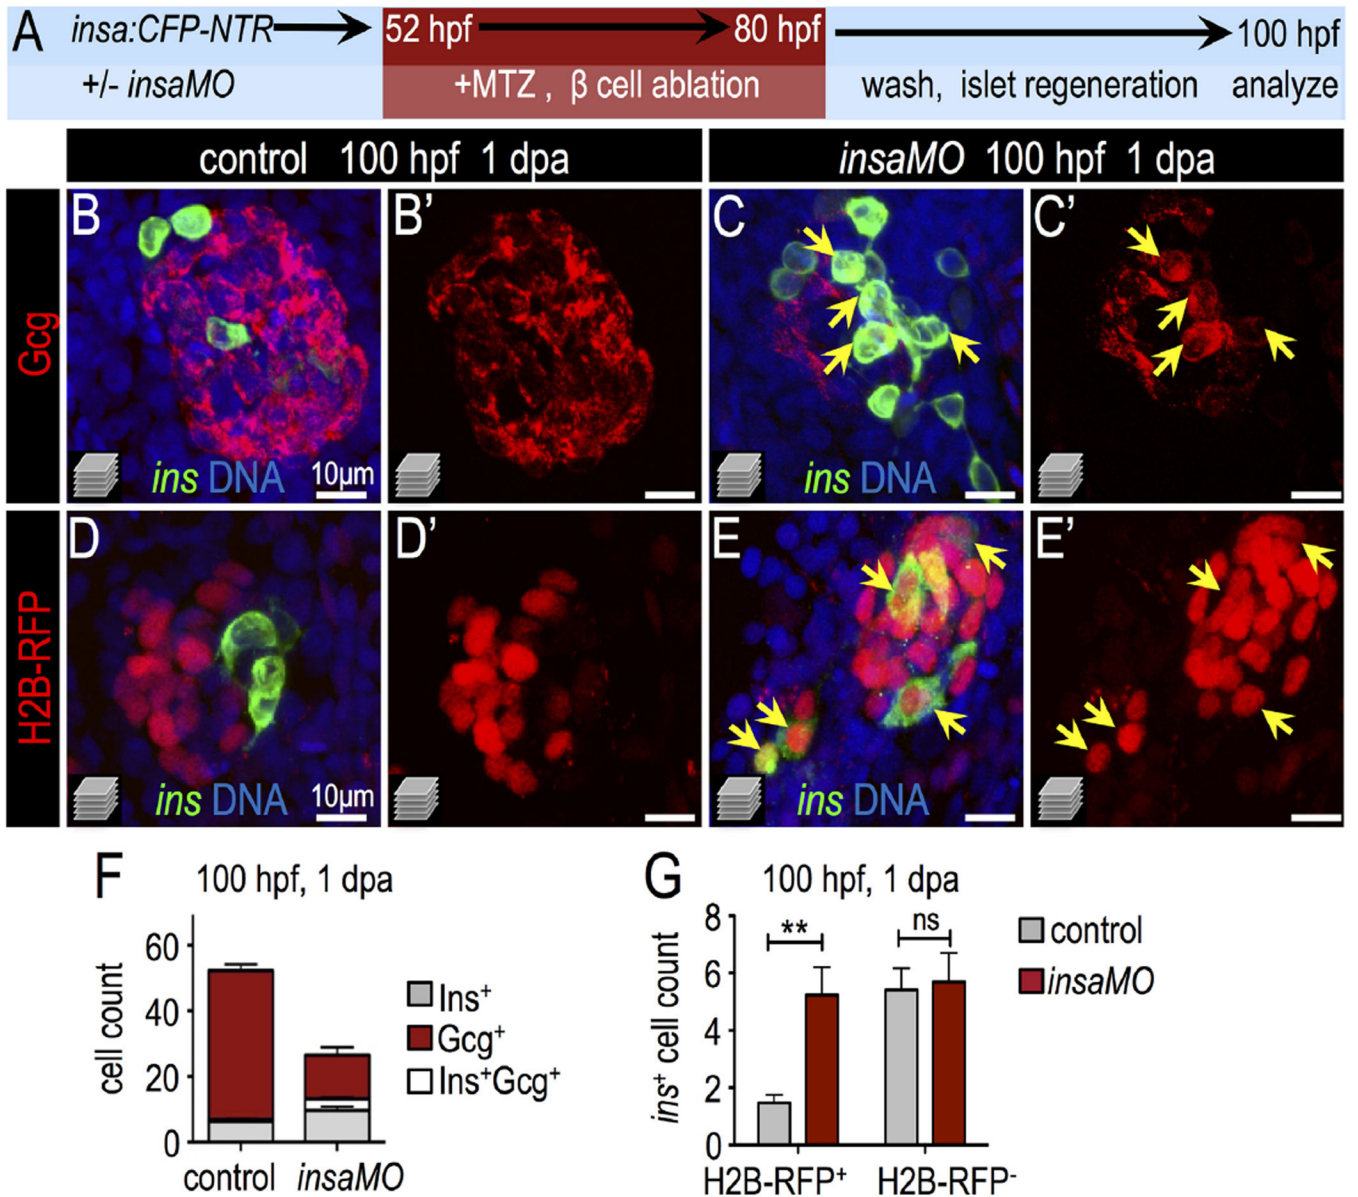 A insa:CFP-NTR 52 hpf 80 hpf 100 hpf
+/- insaMO +MTZ , β cell ablation wash, islet regeneration analyze
control 100 hpf 1 dpa insaMO 100 hpf 1 dpa
Gcg
B B’ C C’
ins DNA 10µm ins DNA
H2B-RFP
D D’ E E’
ins DNA 10µm ins DNA
F 100 hpf, 1 dpa
cell count
60
40
20
0
control insaMO
Ins⁺
Gcg⁺
Ins⁺Gcg⁺
G 100 hpf, 1 dpa
ins⁺ cell count
8
6
4
2
0
** ns
H2B-RFP⁺ H2B-RFP⁻
control
insaMO